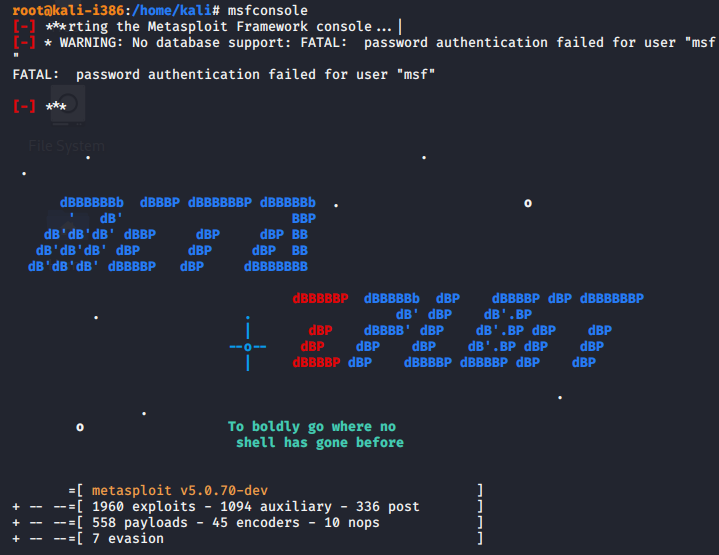 root@kali-i386:/home/kali# msfconsole
[-] ***rting the Metasploit Framework console...|
[-] * WARNING: No database support: FATAL:  password authentication failed for user "msf
"
FATAL:  password authentication failed for user "msf"
[-] ***
File System
dBBBBBBb  dBBBP dBBBBBBP dBBBBBb  .                       o
'   dB'                     BBP
dB'dB'dB' dBBP     dBP     dBP BB
dB'dB'dB' dBP      dBP     dBP  BB
dB'dB'dB' dBBBBP   dBP     dBBBBBBB
dBBBBBP  dBBBBBb  dBP    dBBBBP dBP dBBBBBBP
.                  .                  dB' dBP    dB'.BP
|       dBP    dBBBB' dBP    dB'.BP dBP    dBP
--o--    dBP    dBP    dBP    dB'.BP dBP    dBP
|     dBBBBP dBP    dBBBBP dBBBBP dBP    dBP
.
.
o                  To boldly go where no
shell has gone before
=[ metasploit v5.0.70-dev                          ]
+ -- --=[ 1960 exploits - 1094 auxiliary - 336 post       ]
+ -- --=[ 558 payloads - 45 encoders - 10 nops            ]
+ -- --=[ 7 evasion                                       ]